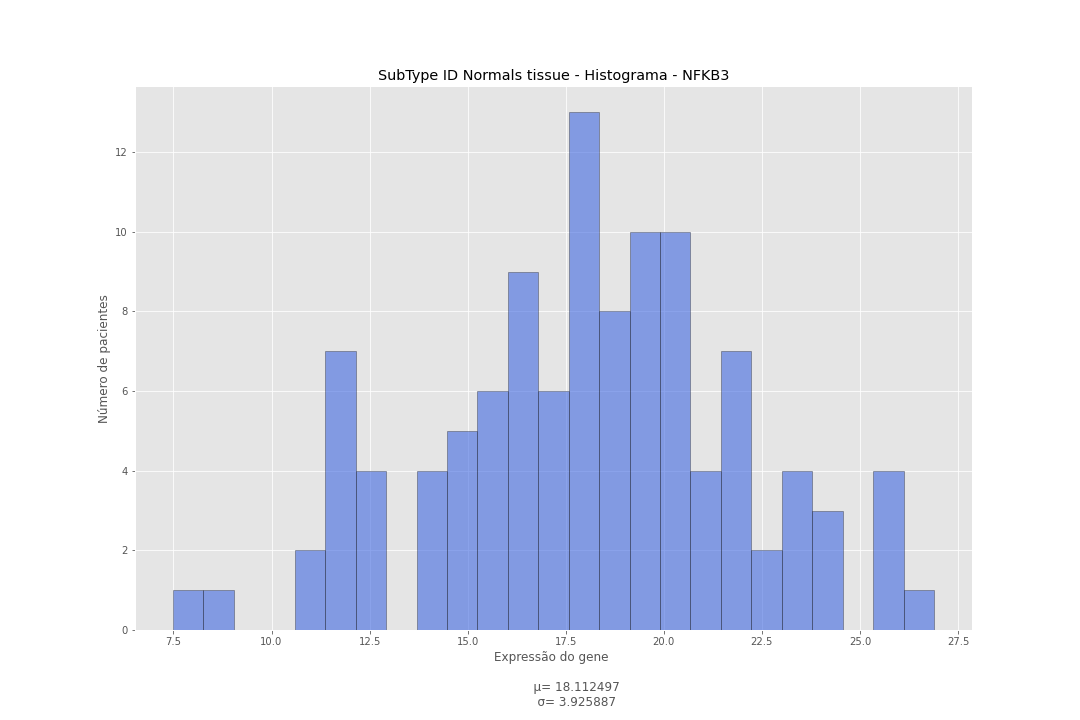 SubType ID Normals tissue - Histograma - NFKB3
Número de pacientes
12
10
8
6
4
2
0
7.5 10.0 12.5 15.0 17.5 20.0 22.5 25.0 27.5
Expressão do gene
μ= 18.112497
σ= 3.925887